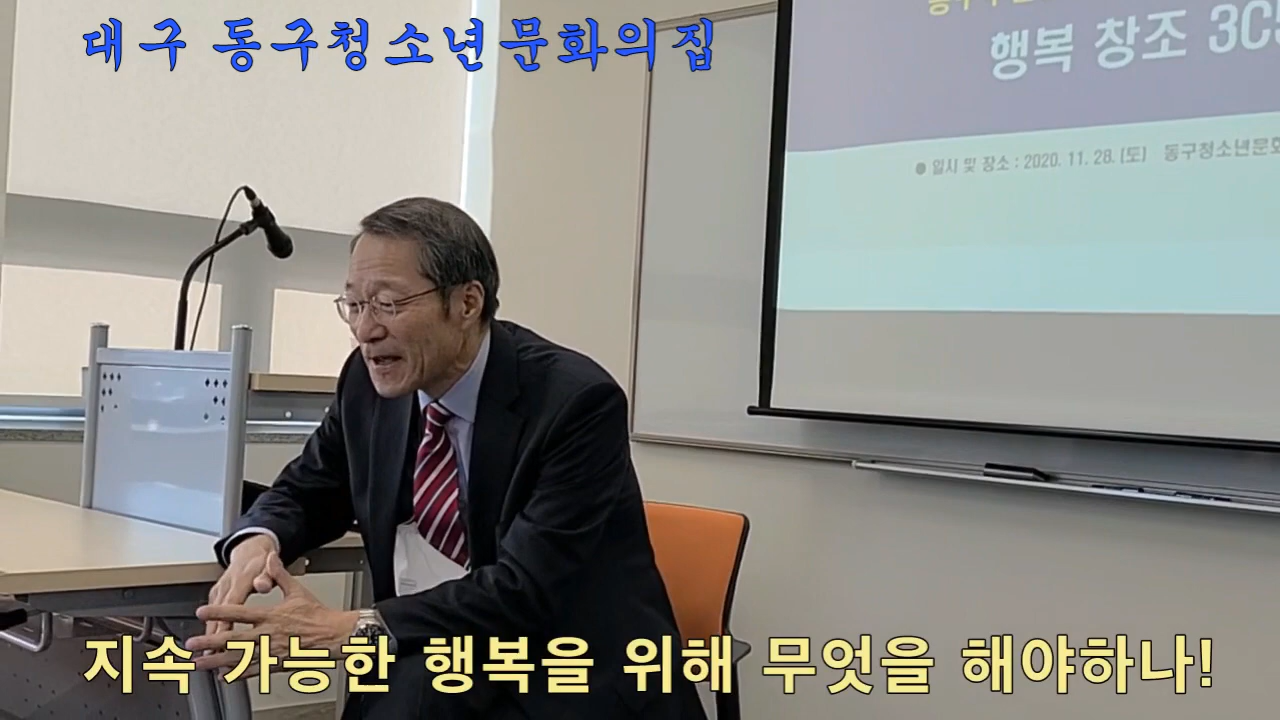 대구 동구청소년문화의집
행복 창조
● 일시 및 장소 : 2020. 11. 28. (토) 동구청소년문화
지속 가능한 행복을 위해 무엇을 해야하나!